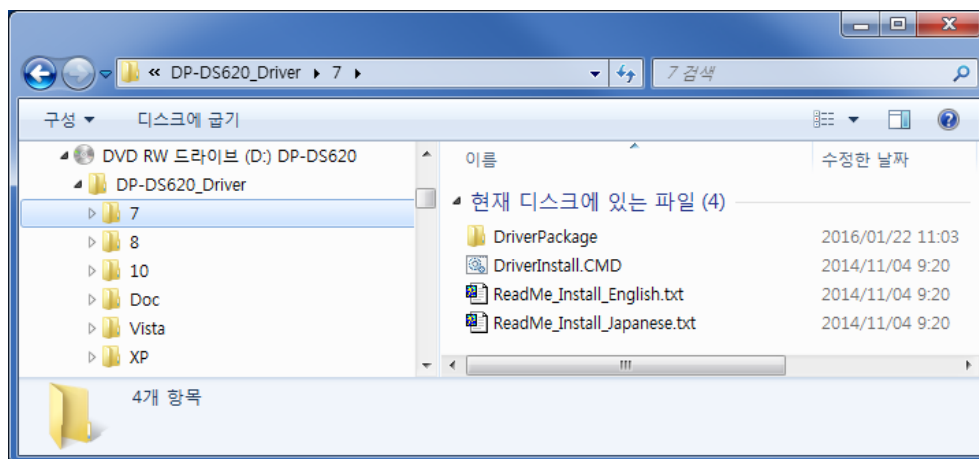 « DP-DS620_Driver ▸ 7 ▸
7 검색
구성 ▼ 디스크에 굽기
DVD RW 드라이브 (D:) DP-DS620
DP-DS620_Driver
7
8
10
Doc
Vista
XP
이름 수정한 날짜
현재 디스크에 있는 파일 (4)
DriverPackage 2016/01/22 11:03
DriverInstall.CMD 2014/11/04 9:20
ReadMe_Install_English.txt 2014/11/04 9:20
ReadMe_Install_Japanese.txt 2014/11/04 9:20
4개 항목